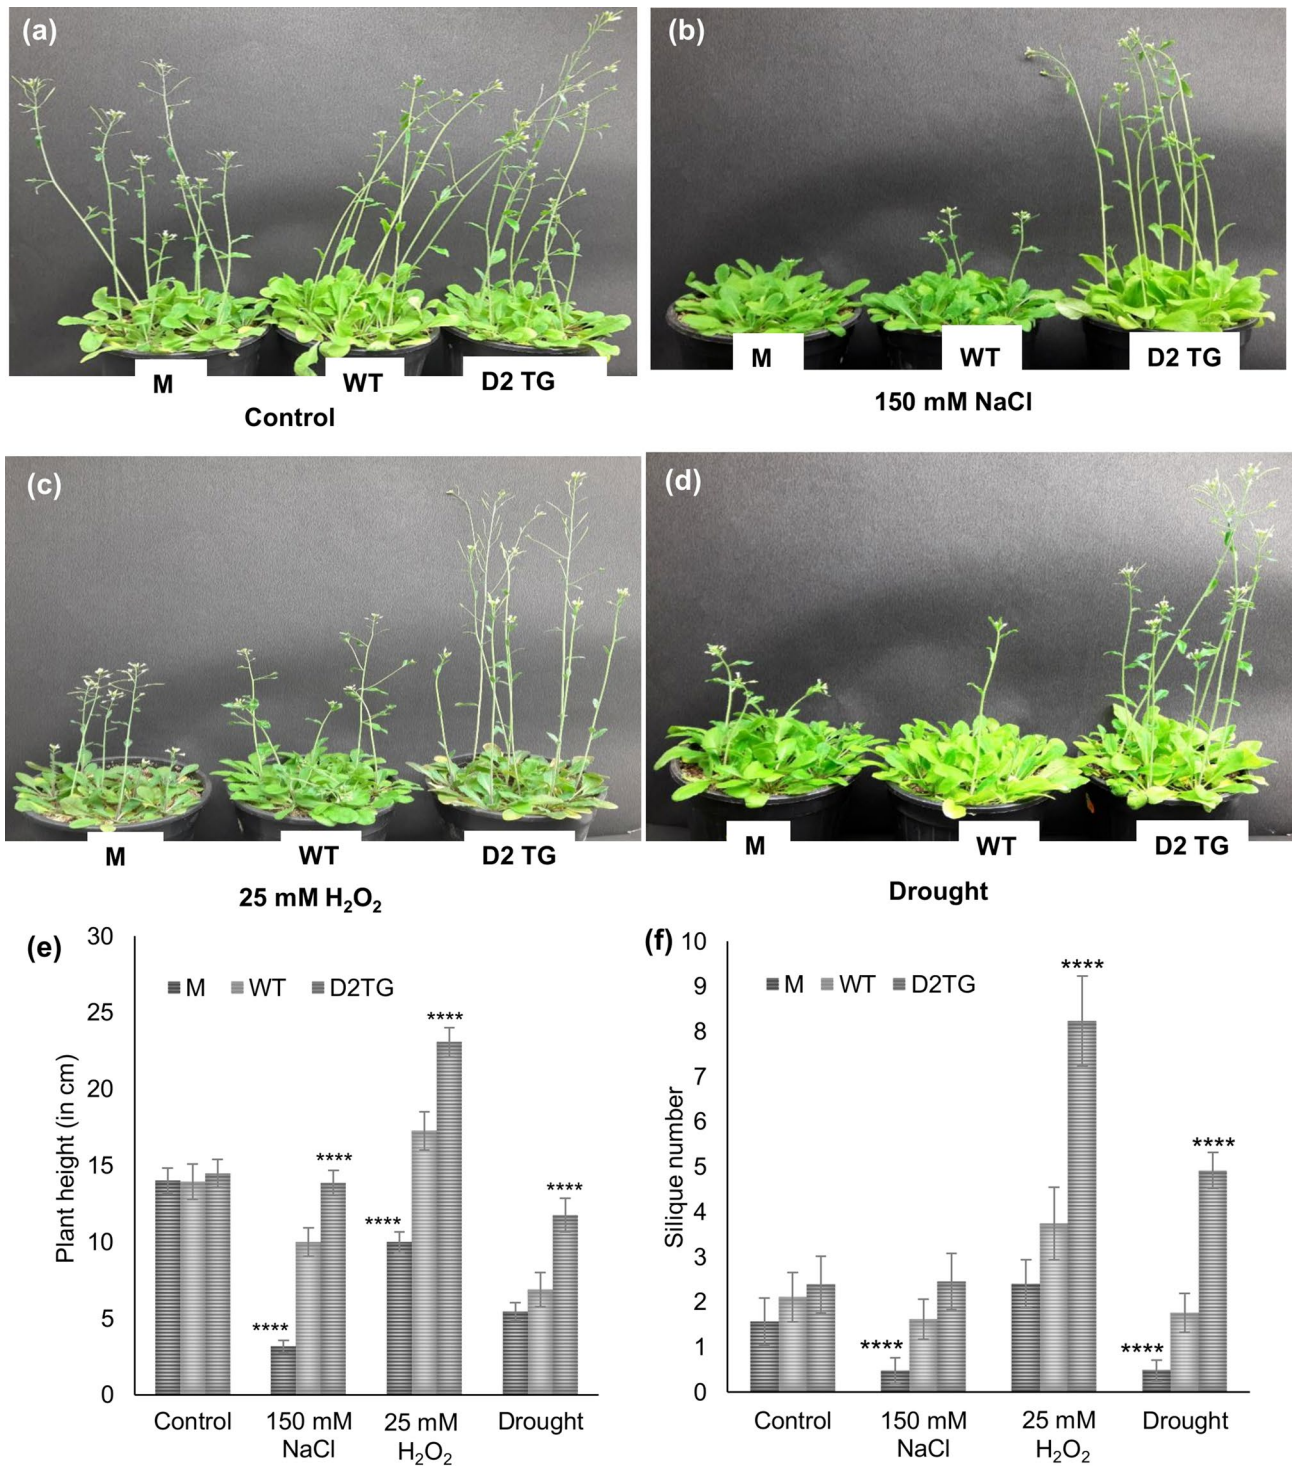 (a)
M
WT
D2 TG
Control
(b)
M
WT
D2 TG
150 mM NaCl
(c)
M
WT
D2 TG
25 mM H₂O₂
(d)
M
WT
D2 TG
Drought
(e)
Plant height (in cm)
30
25
20
15
10
5
0
M WT D2TG
****
****
****
****
****
Control
150 mM NaCl
25 mM H₂O₂
Drought
(f)
Silique number
10
9
8
7
6
5
4
3
2
1
0
M WT D2TG
****
****
****
****
Control
150 mM NaCl
25 mM H₂O₂
Drought